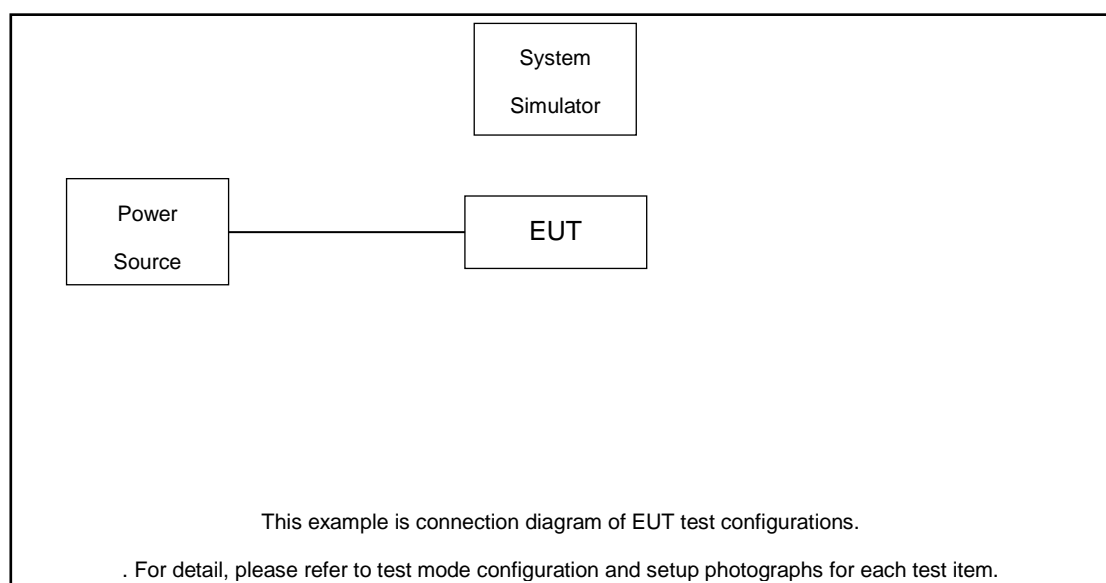 System
Simulator
Power
Source
EUT
This example is connection diagram of EUT test configurations.
. For detail, please refer to test mode configuration and setup photographs for each test item.